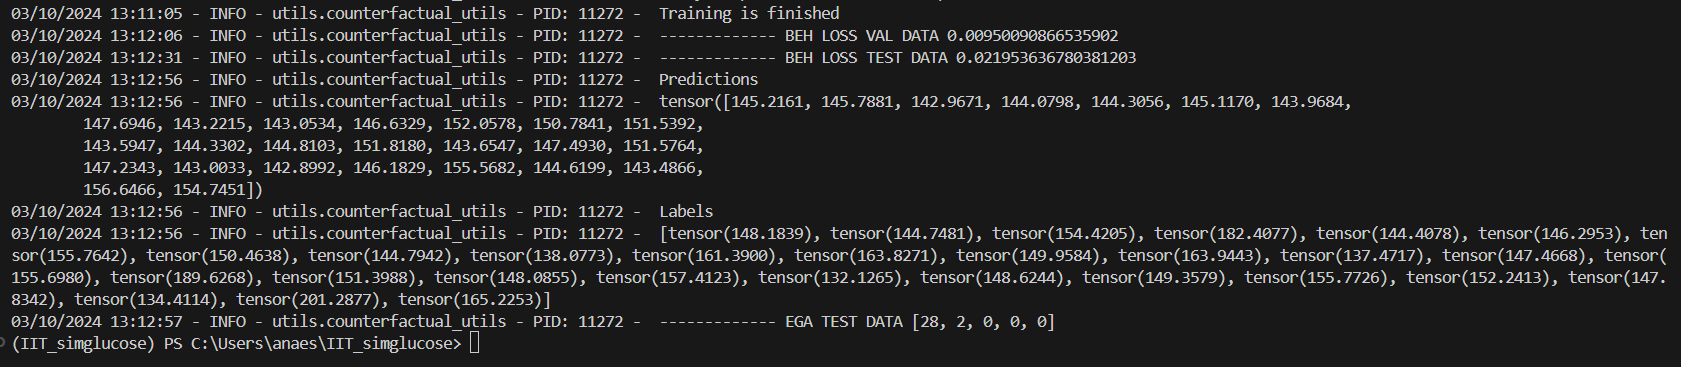 03/10/2024 13:11:05 - INFO - utils.counterfactual_utils - PID: 11272 -  Training is finished
03/10/2024 13:12:06 - INFO - utils.counterfactual_utils - PID: 11272 -  ------------- BEH LOSS VAL DATA 0.00950090866535902
03/10/2024 13:12:31 - INFO - utils.counterfactual_utils - PID: 11272 -  ------------- BEH LOSS TEST DATA 0.021953636780381203
03/10/2024 13:12:56 - INFO - utils.counterfactual_utils - PID: 11272 -  Predictions
03/10/2024 13:12:56 - INFO - utils.counterfactual_utils - PID: 11272 -  tensor([145.2161, 145.7881, 142.9671, 144.0798, 144.3056, 145.1170, 143.9684,
147.6946, 143.2215, 143.0534, 146.6329, 152.0578, 150.7841, 151.5392,
143.5947, 144.3302, 144.8103, 151.8180, 143.6547, 147.4930, 151.5764,
147.2343, 143.0033, 142.8992, 146.1829, 155.5682, 144.6199, 143.4866,
156.6466, 154.7451])
03/10/2024 13:12:56 - INFO - utils.counterfactual_utils - PID: 11272 -  Labels
03/10/2024 13:12:56 - INFO - utils.counterfactual_utils - PID: 11272 -  [tensor(148.1839), tensor(144.7481), tensor(154.4205), tensor(182.4077), tensor(144.4078), tensor(146.2953), ten
sor(155.7642), tensor(150.4638), tensor(144.7942), tensor(138.0773), tensor(161.3900), tensor(163.8271), tensor(149.9584), tensor(163.9443), tensor(137.4717), tensor(147.4668), tensor(
155.6980), tensor(189.6268), tensor(151.3988), tensor(148.0855), tensor(157.4123), tensor(132.1265), tensor(148.6244), tensor(149.3579), tensor(155.7726), tensor(152.2413), tensor(147.
8342), tensor(134.4114), tensor(201.2877), tensor(165.2253)]
03/10/2024 13:12:57 - INFO - utils.counterfactual_utils - PID: 11272 -  ------------- EGA TEST DATA [28, 2, 0, 0, 0]
(IIT_simglucose) PS C:\Users\anaes\IIT_simglucose>